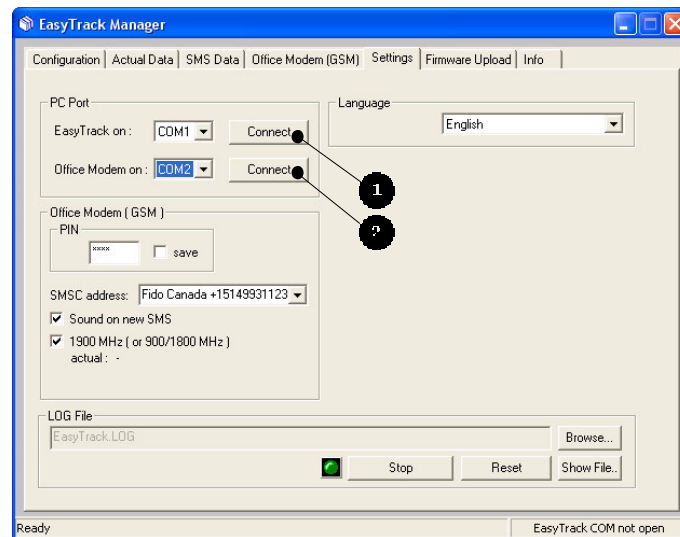 EasyTrack Manager
Configuration Actual Data SMS Data Office Modem (GSM) Settings Firmware Upload Info
PC Port
EasyTrack on : COM1 Connect
Office Modem on : COM2 Connect
Language
English
1
2
Office Modem ( GSM )
PIN
xxxx save
SMSC address: Fido Canada +15149931123
Sound on new SMS
1900 MHz ( or 900/1800 MHz )
actual : -
LOG File
EasyTrack.LOG Browse...
Stop Reset Show File..
Ready EasyTrack COM not open